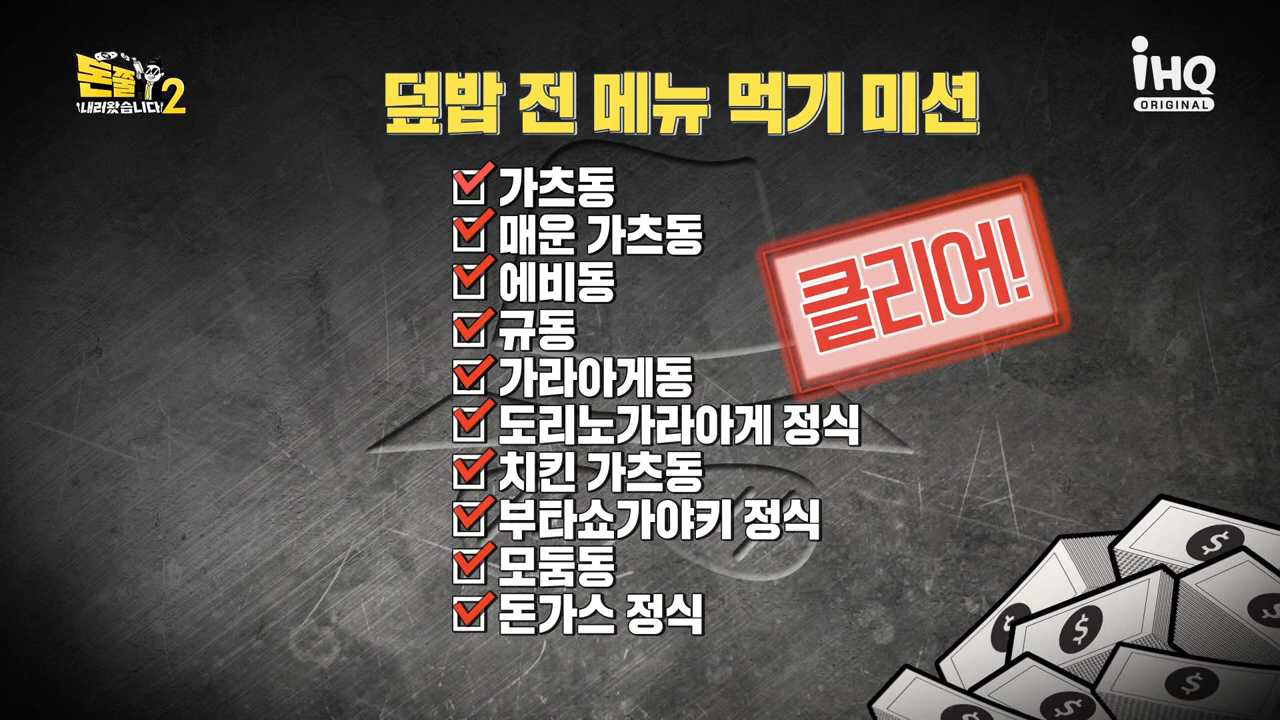 돈쭐
내러왔습니다2
iHQ
ORIGINAL
덮밥 전 메뉴 먹기 미션
가츠동
매운 가츠동
에비동
규동
가라아게동
도리노가라아게 정식
치킨 가츠동
부타쇼가야키 정식
모둠동
돈가스 정식
클리어!
$
$
$
$
$
$